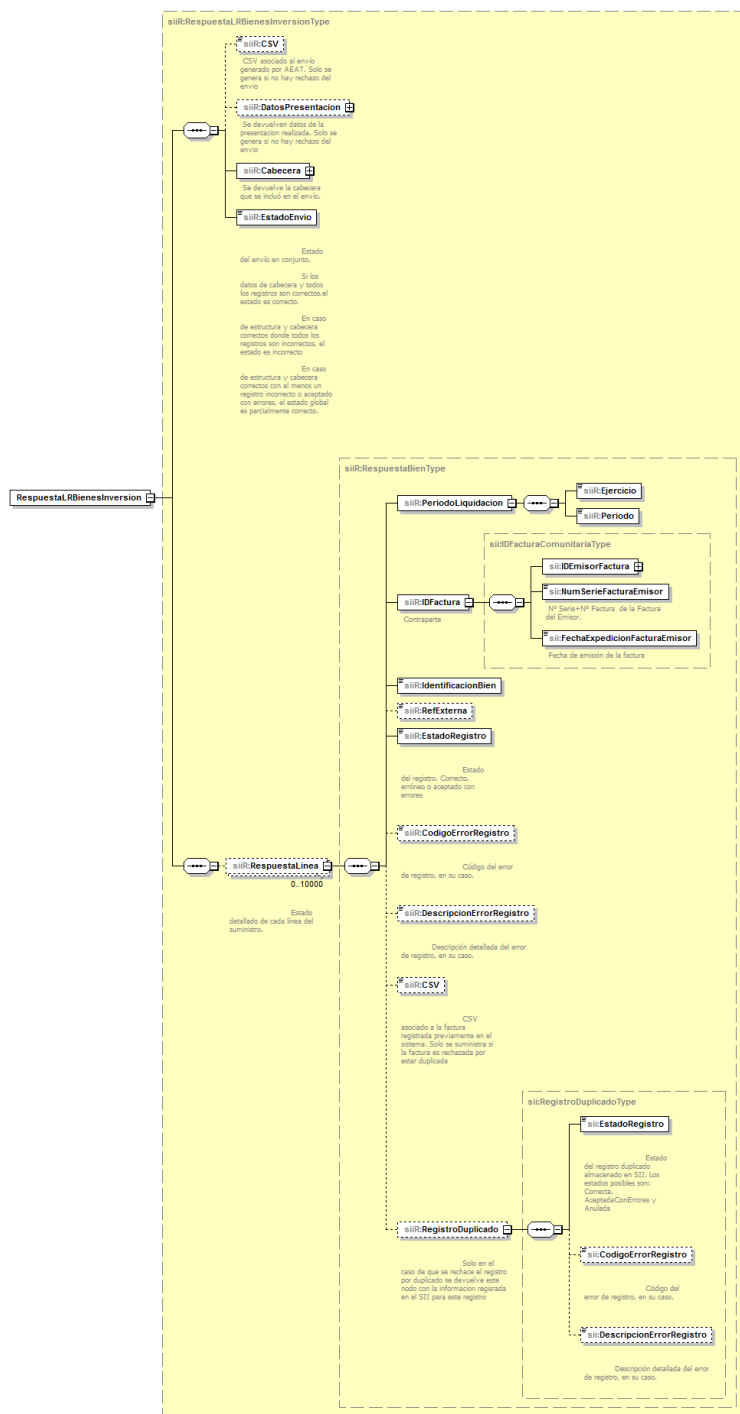 siiR:RespuestaLRBienesInversionType
siiR:CSV
CSV asociado al envío
generado por AEAT. Solo se
genera si no hay rechazo del
envio
siiR:DatosPresentacion
Se devuelven datos de la
presentacion realizada. Solo se
genera si no hay rechazo del
envio
siiR:Cabecera
Se devuelve la cabecera
que se incluó en el envío.
siiR:EstadoEnvio
Estado
del envío en conjunto.
Si los
datos de cabecera y todos
los registros son correctos,el
estado es correcto.
En caso
de estructura y cabecera
correctos donde todos los
registros son incorrectos, el
estado es incorrecto
En caso
de estructura y cabecera
correctos con al menos un
registro incorrecto o aceptado
con errores, el estado global
es parcialmente correcto.
RespuestaLRBienesInversion
siiR:RespuestaBienType
siiR:PeriodoLiquidacion
siiR:Ejercicio
siiR:Periodo
sii:IDFacturaComunitariaType
siiR:IDFactura
Contraparte
sii:IDEmisorFactura
sii:NumSerieFacturaEmisor
Nº Serie+Nº Factura de la Factura
del Emisor.
sii:FechaExpedicionFacturaEmisor
Fecha de emisión de la factura
siiR:IdentificacionBien
siiR:RefExterna
siiR:EstadoRegistro
Estado
del registro. Correcto,
erróneo o aceptado con
errores
siiR:CodigoErrorRegistro
Código del error
de registro, en su caso.
siiR:RespuestaLinea
0..10000
Estado
detallado de cada línea del
suministro.
siiR:DescripcionErrorRegistro
Descripción detallada del error
de registro, en su caso.
siiR:CSV
CSV
asociado a la factura
registrada previamente en el
sistema. Solo se suministra si
la factura es rechazada por
estar duplicada
sii:RegistroDuplicadoType
sii:EstadoRegistro
Estado
del registro duplicado
almacenado en SII. Los
estados posibles son:
Correcta,
AceptadaConErrores y
Anulada
siiR:RegistroDuplicado
Solo en el
caso de que se rechace el registro
por duplicado se devuelve este
nodo con la informacion regisrada
en el SII para este registro
sii:CodigoErrorRegistro
Código del
error de registro, en su caso.
sii:DescripcionErrorRegistro
Descripción detallada del error
de registro, en su caso.